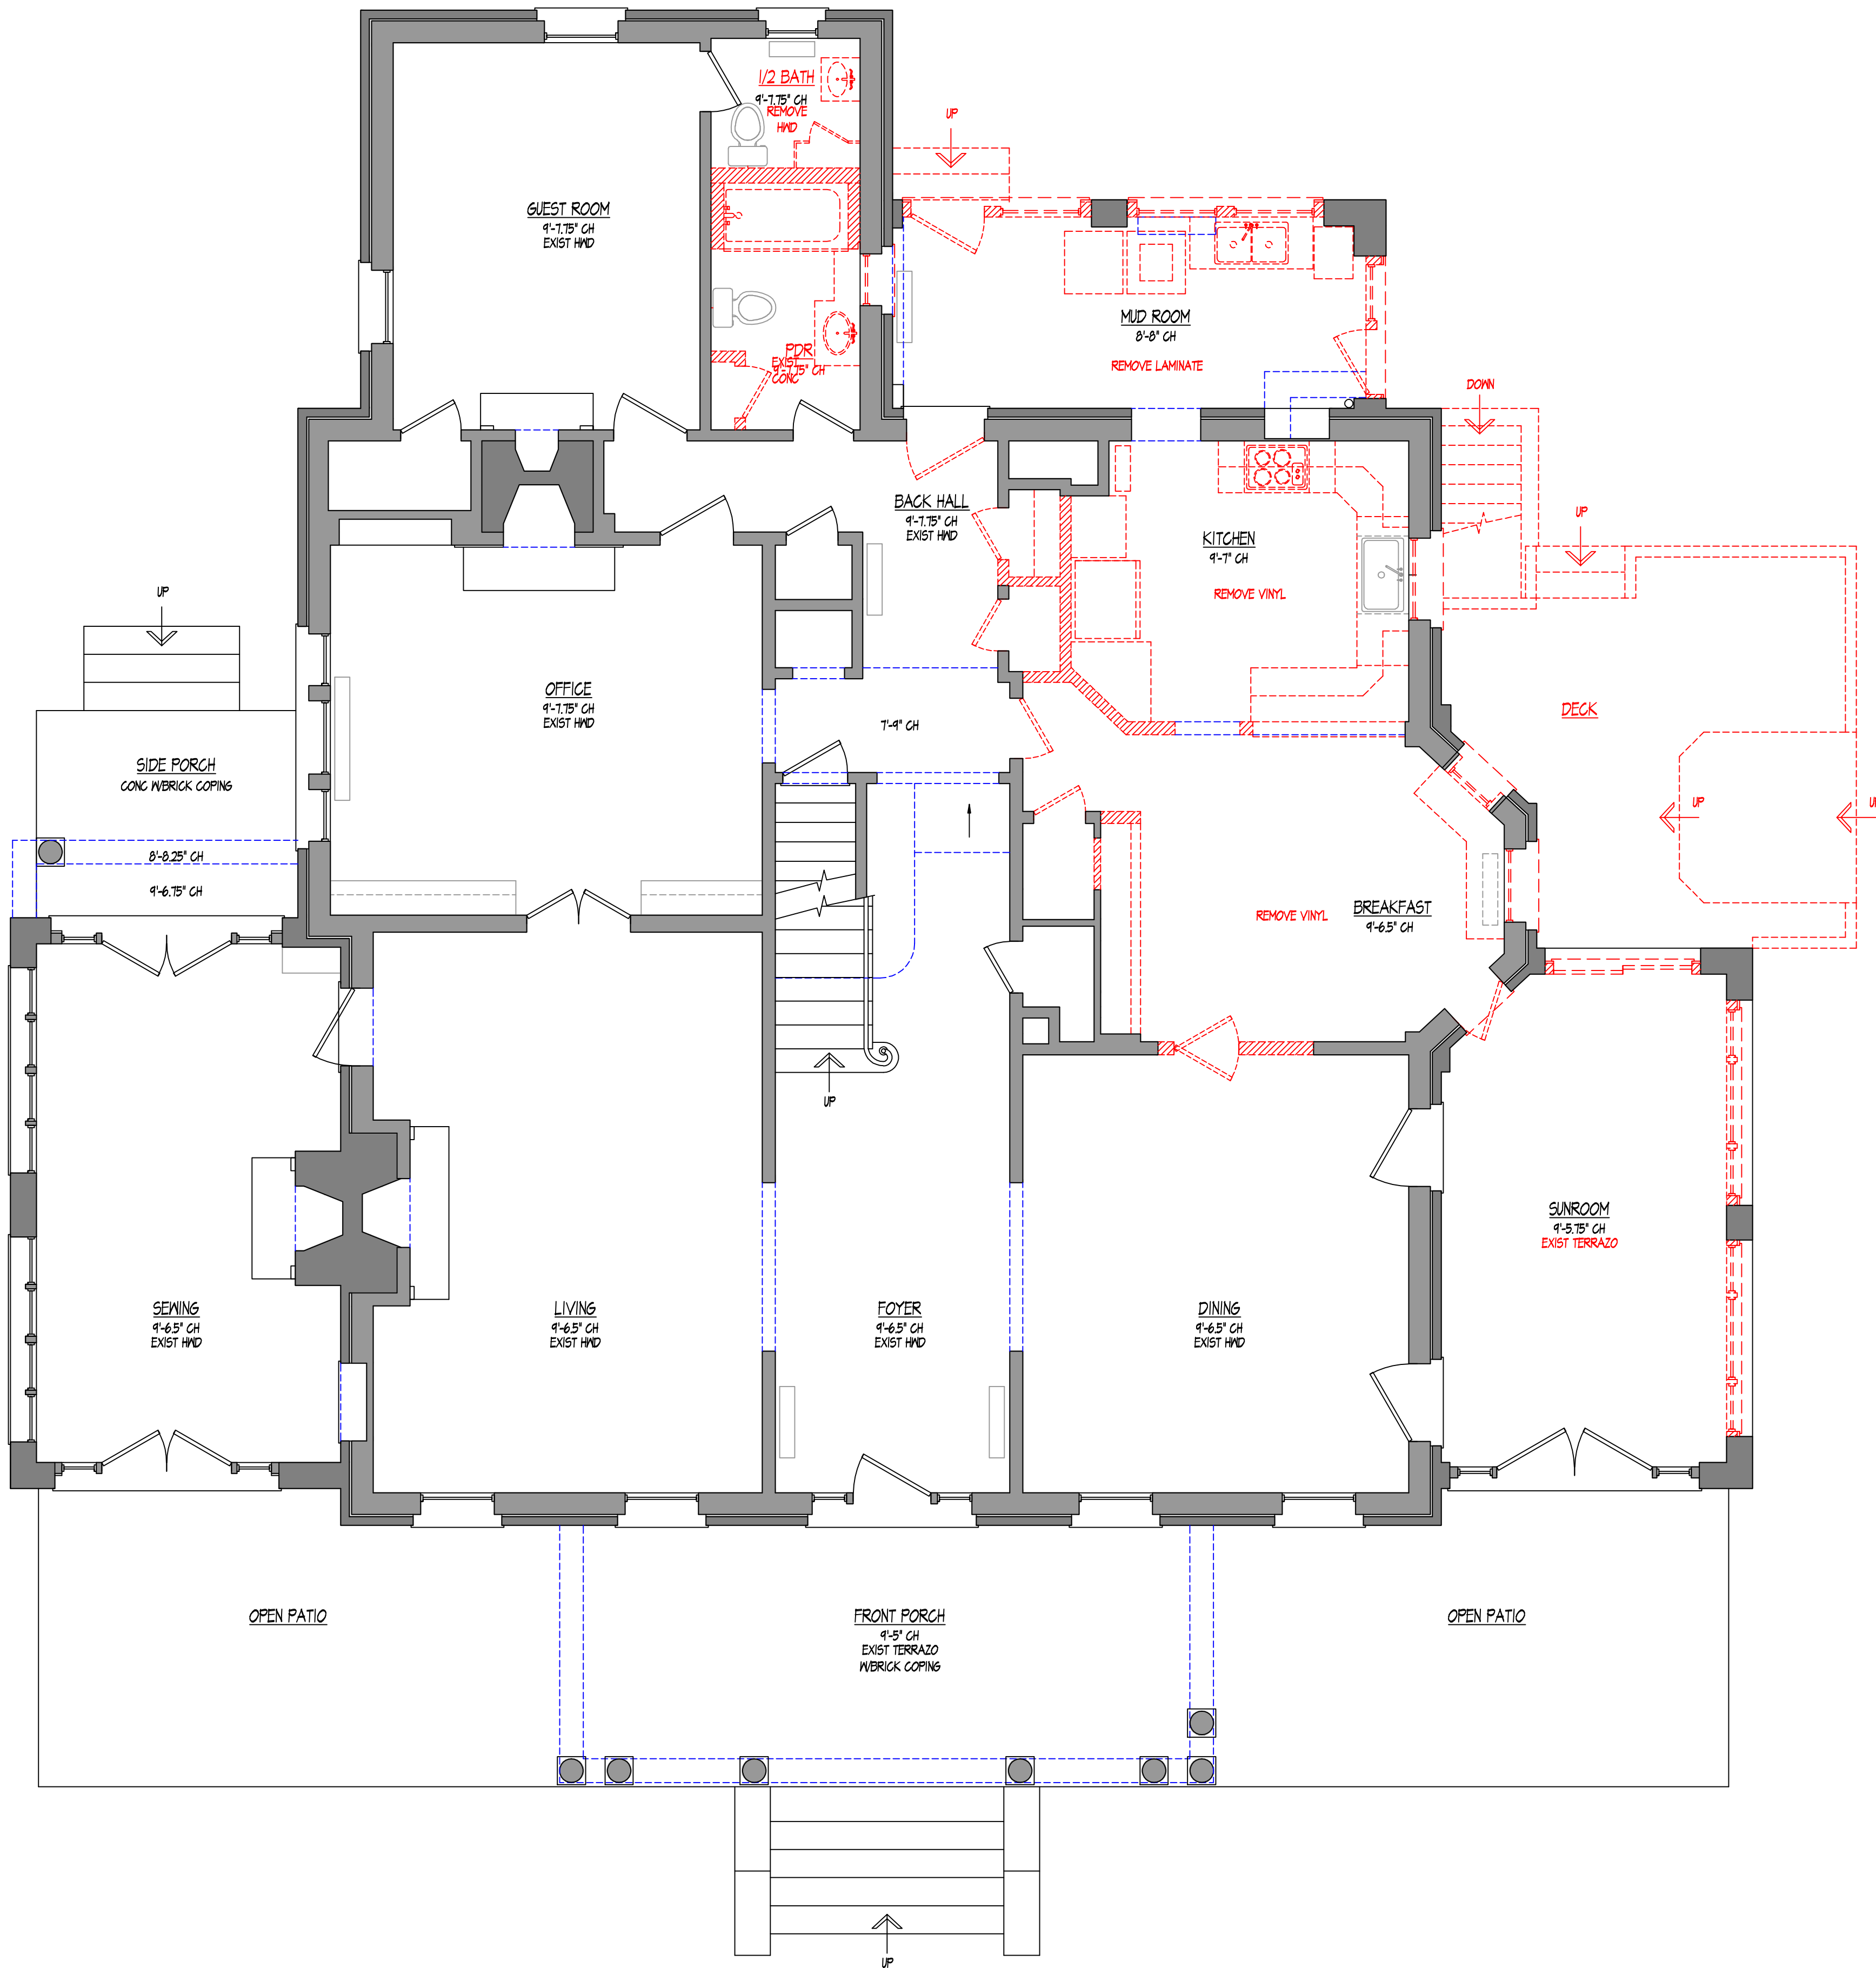 1/2 BATH
9'-7.75" CH
REMOVE
HWD
UP
GUEST ROOM
9'-7.75" CH
EXIST HWD
MUD ROOM
8'-8" CH
REMOVE LAMINATE
PDR
EXIST
9'-7.75" CH
CONC
DOWN
BACK HALL
9'-7.75" CH
EXIST HWD
KITCHEN
9'-7" CH
REMOVE VINYL
UP
UP
OFFICE
9'-7.75" CH
EXIST HWD
7'-9" CH
DECK
SIDE PORCH
CONC W/BRICK COPING
UP
UP
8'-8.25" CH
9'-6.75" CH
REMOVE VINYL
BREAKFAST
9'-6.5" CH
UP
SUNROOM
9'-5.75" CH
EXIST TERRAZO
SEWING
9'-6.5" CH
EXIST HWD
LIVING
9'-6.5" CH
EXIST HWD
FOYER
9'-6.5" CH
EXIST HWD
DINING
9'-6.5" CH
EXIST HWD
OPEN PATIO
FRONT PORCH
9'-5" CH
EXIST TERRAZO
W/BRICK COPING
OPEN PATIO
UP